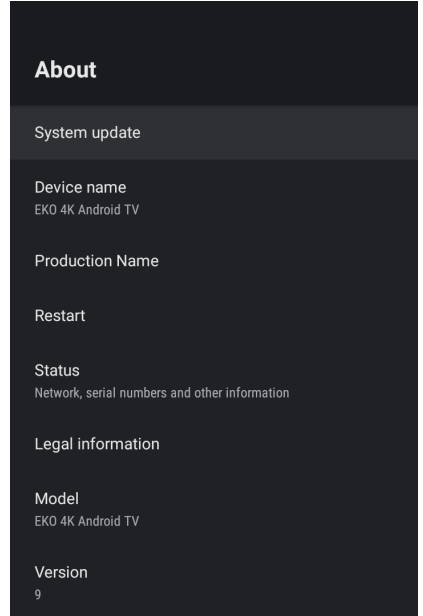 About
System update
Device name
EKO 4K Android TV
Production Name
Restart
Status
Network, serial numbers and other information
Legal information
Model
EKO 4K Android TV
Version
9